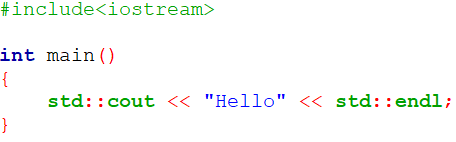 #include<iostream>

int main()
{
    std::cout << "Hello" << std::endl;
}